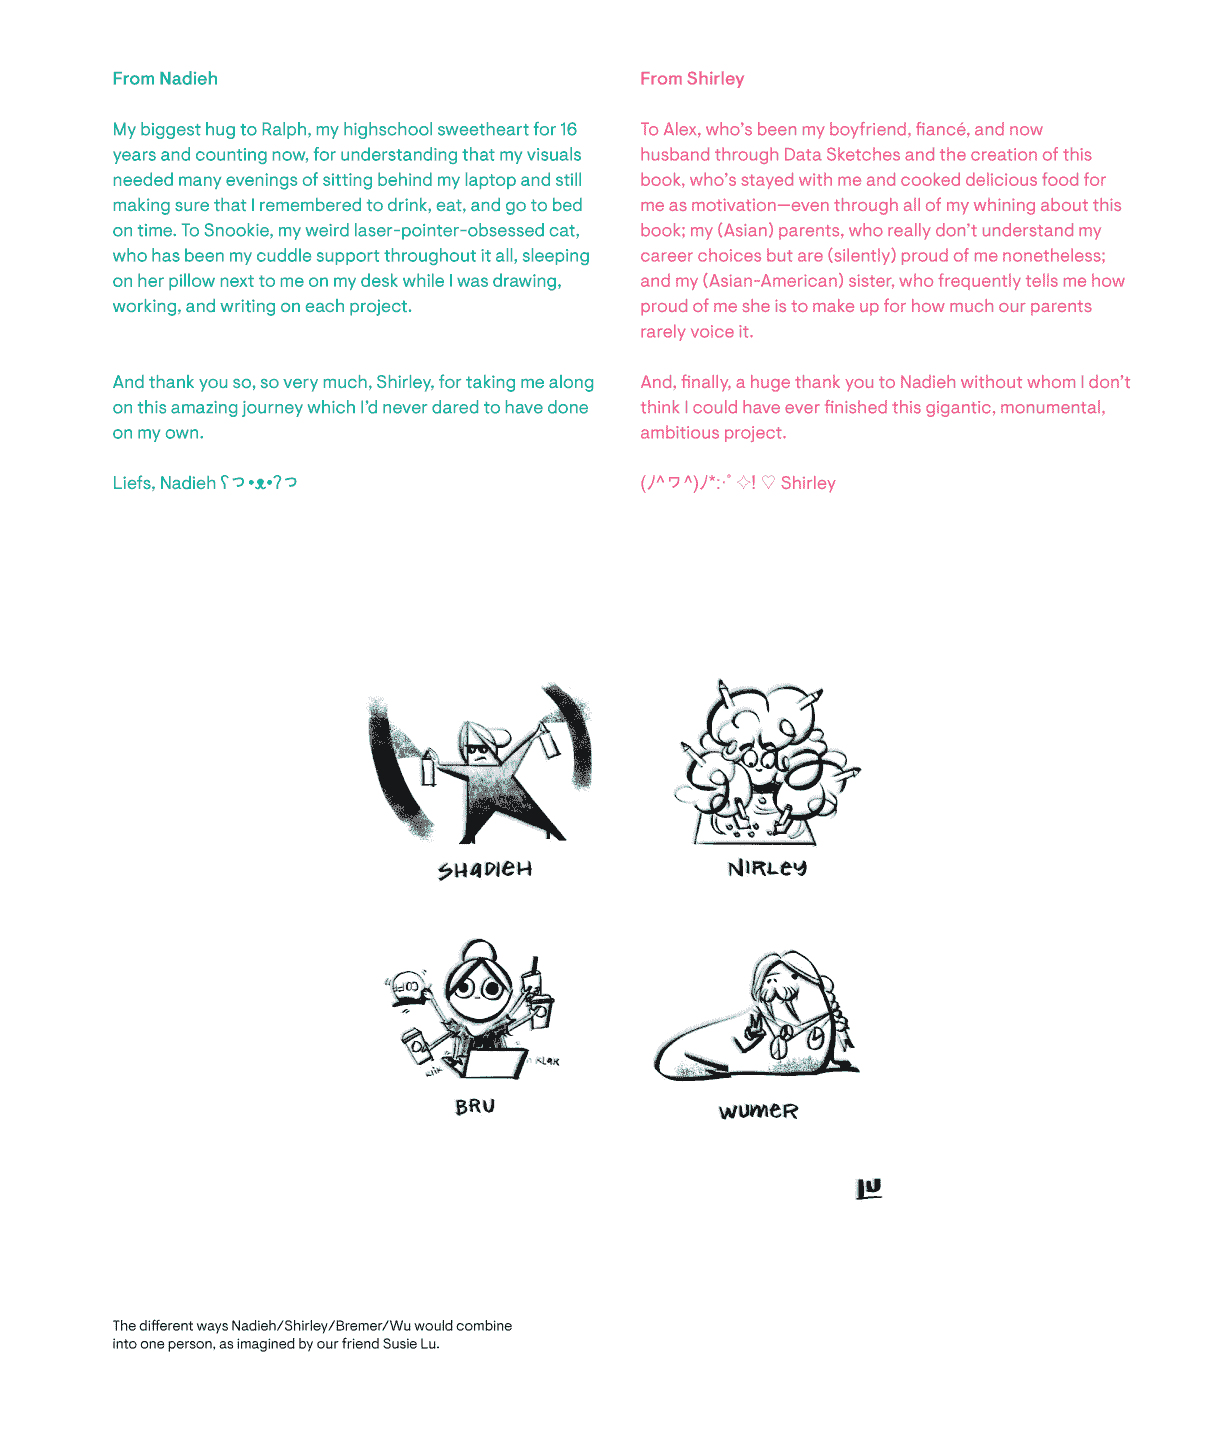 From Nadieh
My biggest hug to Ralph, my highschool sweetheart for 16
years and counting now, for understanding that my visuals
needed many evenings of sitting behind my laptop and still
making sure that I remembered to drink, eat, and go to bed
on time. To Snookie, my weird laser-pointer-obsessed cat,
who has been my cuddle support throughout it all, sleeping
on her pillow next to me on my desk while I was drawing,
working, and writing on each project.
And thank you so, so very much, Shirley, for taking me along
on this amazing journey which I'd never dared to have done
on my own.
Liefs, Nadieh ʕっ•ᴥ•ʔっ
From Shirley
To Alex, who's been my boyfriend, fiancé, and now
husband through Data Sketches and the creation of this
book, who's stayed with me and cooked delicious food for
me as motivation—even through all of my whining about this
book; my (Asian) parents, who really don't understand my
career choices but are (silently) proud of me nonetheless;
and my (Asian-American) sister, who frequently tells me how
proud of me she is to make up for how much our parents
rarely voice it.
And, finally, a huge thank you to Nadieh without whom I don't
think I could have ever finished this gigantic, monumental,
ambitious project.
(ﾉ^ヮ^)ﾉ*:・ﾟ✧! ♡ Shirley
SHADIEH
NIRLEY
KLAK
KLIK
BRU
WUMER
LU
The different ways Nadieh/Shirley/Bremer/Wu would combine
into one person, as imagined by our friend Susie Lu.